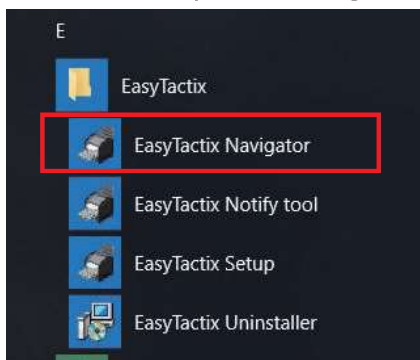 E
EasyTactix
EasyTactix Navigator
EasyTactix Notify tool
EasyTactix Setup
EasyTactix Uninstaller